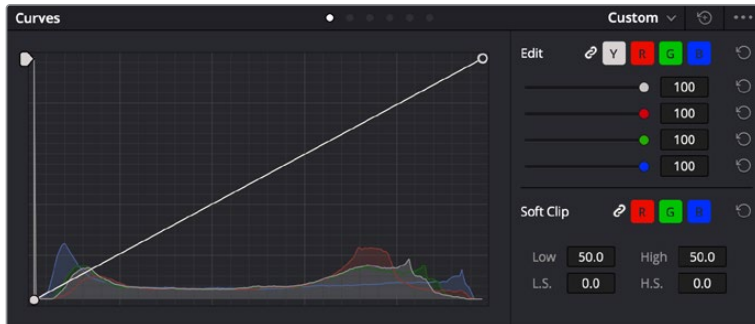 Curves Custom
Edit Y R G B
100
100
100
100
Soft Clip R G B
Low 50.0 High 50.0
L.S. 0.0 H.S. 0.0